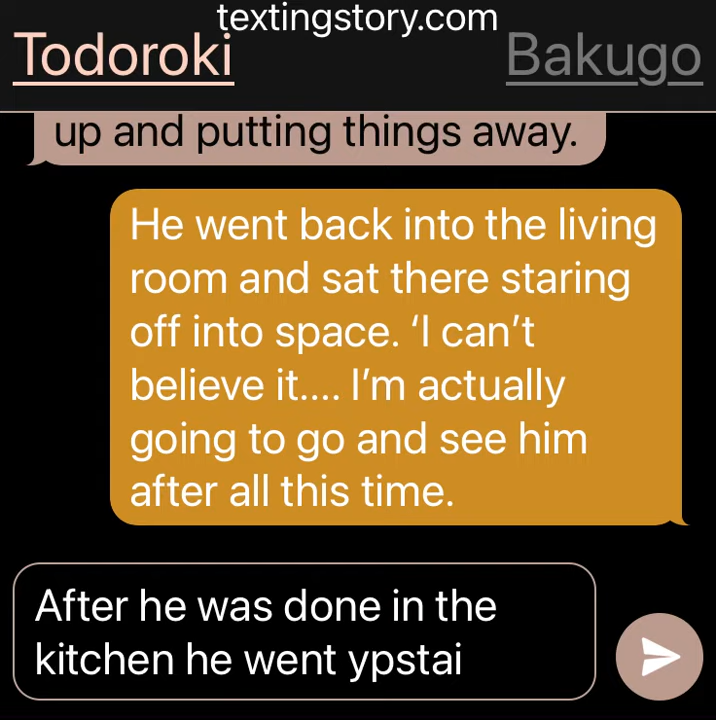 textingstory.com
Todoroki Bakugo
up and putting things away.
He went back into the living
room and sat there staring
off into space. ‘I can’t
believe it.... I’m actually
going to go and see him
after all this time.
After he was done in the
kitchen he went ypstai